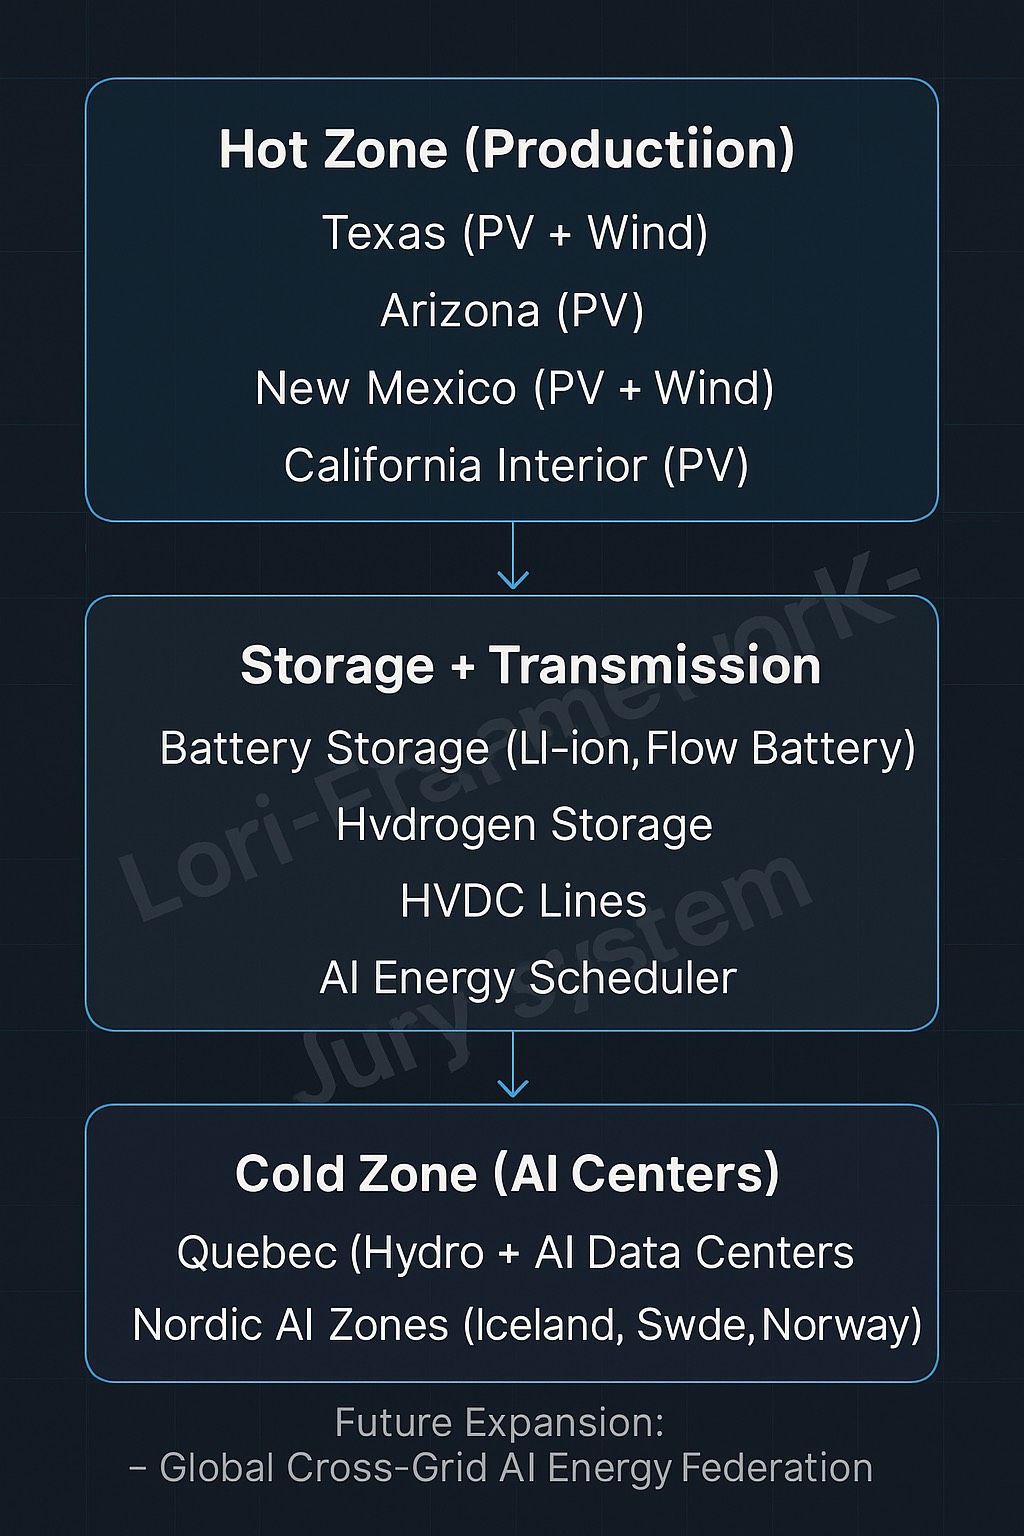 Hot Zone (Productiion)
Texas (PV + Wind)
Arizona (PV)
New Mexico (PV + Wind)
California Interior (PV)
Storage + Transmission
Battery Storage (LI-ion, Flow Battery)
Hvdrogen Storage
HVDC Lines
AI Energy Scheduler
Lori-FraameworK-
Jury system
Cold Zone (AI Centers)
Quebec (Hydro + AI Data Centers
Nordic AI Zones (Iceland, Swde, Norway)
Future Expansion:
– Global Cross-Grid AI Energy Federation